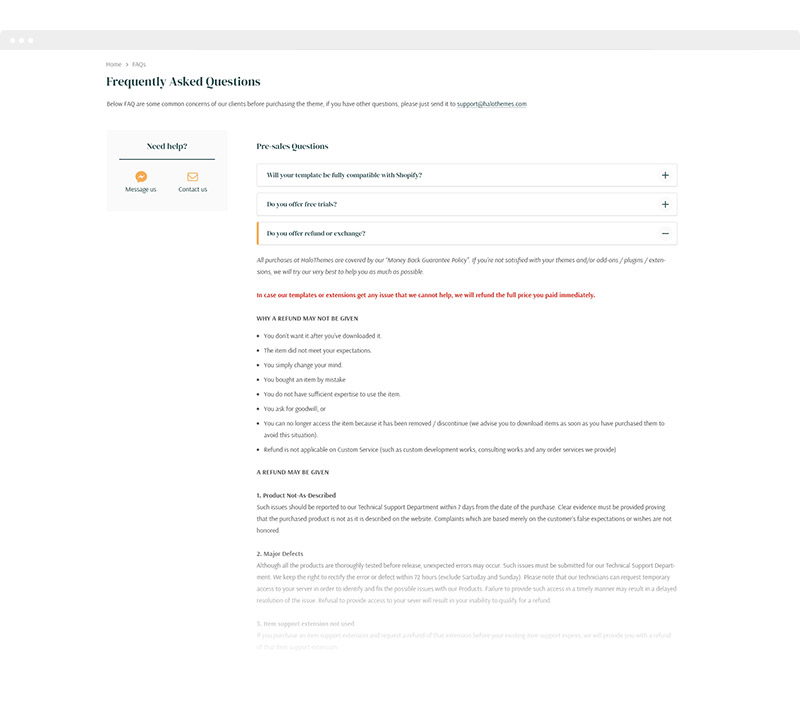 Home > FAQs
Frequently Asked Questions
Below FAQ are some common concerns of our clients before purchasing the theme, if you have other questions, please just send it to support@halothemes.com
Need help?
Message us
Contact us
Pre-sales Questions
Will your template be fully compatible with Shopify?
Do you offer free trials?
Do you offer refund or exchange?
All purchases at HaloThemes are covered by our "Money Back Guarantee Policy". If you're not satisfied with your themes and/or add-ons / plugins / exten-
sions, we will try our very best to help you as much as possible.
In case our templates or extensions get any issue that we cannot help, we will refund the full price you paid immediately.
WHY A REFUND MAY NOT BE GIVEN
• You don't want it after you've downloaded it.
• The item did not meet your expectations.
• You simply change your mind.
• You bought an item by mistake
• You do not have sufficient expertise to use the item.
• You ask for goodwill, or
• You can no longer access the item because it has been removed / discontinue (we advise you to download items as soon as you have purchased them to
avoid this situation).
• Refund is not applicable on Custom Service (such as custom development works, consulting works and any order services we provide)
A REFUND MAY BE GIVEN
1. Product Not-As-Described
Such issues should be reported to our Technical Support Department within 7 days from the date of the purchase. Clear evidence must be provided proving
that the purchased product is not as it is described on the website. Complaints which are based merely on the customer's false expectations or wishes are not
honored.
2. Major Defects
Although all the products are thoroughly tested before release, unexpected errors may occur. Such issues must be submitted for our Technical Support Depart-
ment. We keep the right to rectify the error or defect within 72 hours (exclude Sartuday and Sunday). Please note that our Technicians can request temporary
access to your server in order to identify and fix the possible issues with our Products. Failure to provide such access in a timely manner may result in a delayed
resolution of the issue. Refusal to provide access to your sever will result in your inability to qualify for a refund.
3. Item support extension not used
If you purchase an item support extension and request a refund of that extension before your existing item support expires, we will provide you with a refund
of that item support extension.